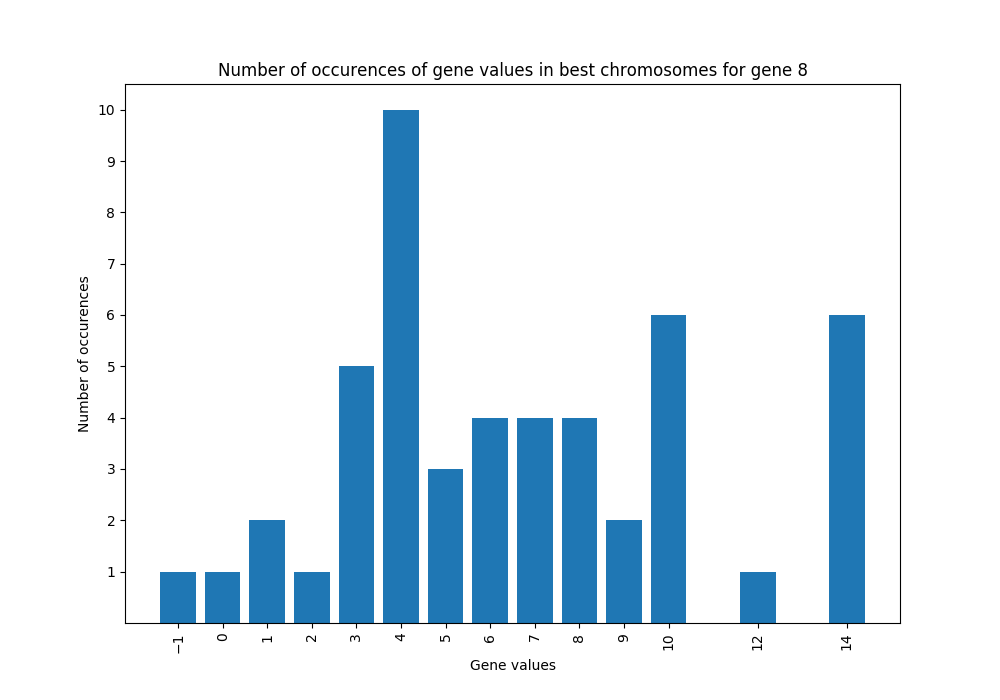 Number of occurences of gene values in best chromosomes for gene 8
10
9
8
7
6
5
4
3
2
1
Number of occurences
−1 0 1 2 3 4 5 6 7 8 9 10 12 14
Gene values